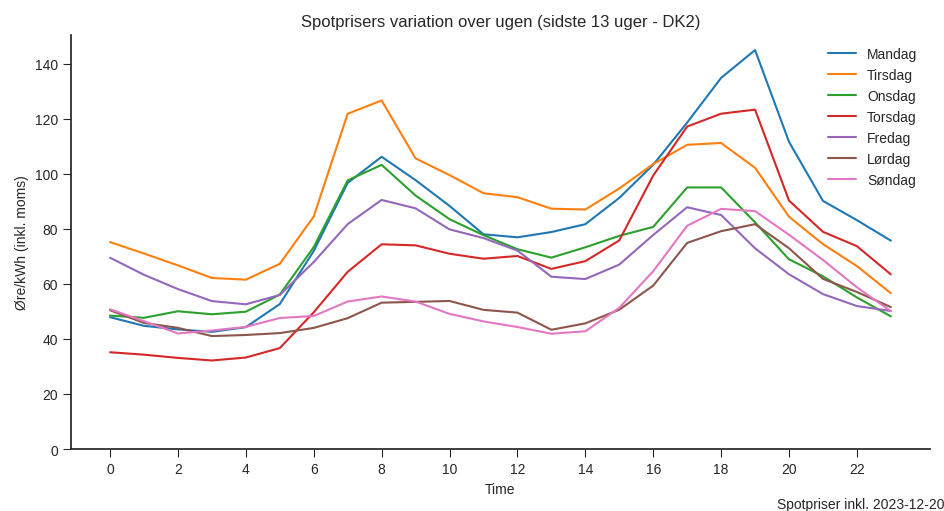 Spotprisers variation over ugen (sidste 13 uger - DK2)
Øre/kWh (inkl. moms)
140
120
100
80
60
40
20
0
Mandag
Tirsdag
Onsdag
Torsdag
Fredag
Lørdag
Søndag
0 2 4 6 8 10 12 14 16 18 20 22
Time
Spotpriser inkl. 2023-12-20